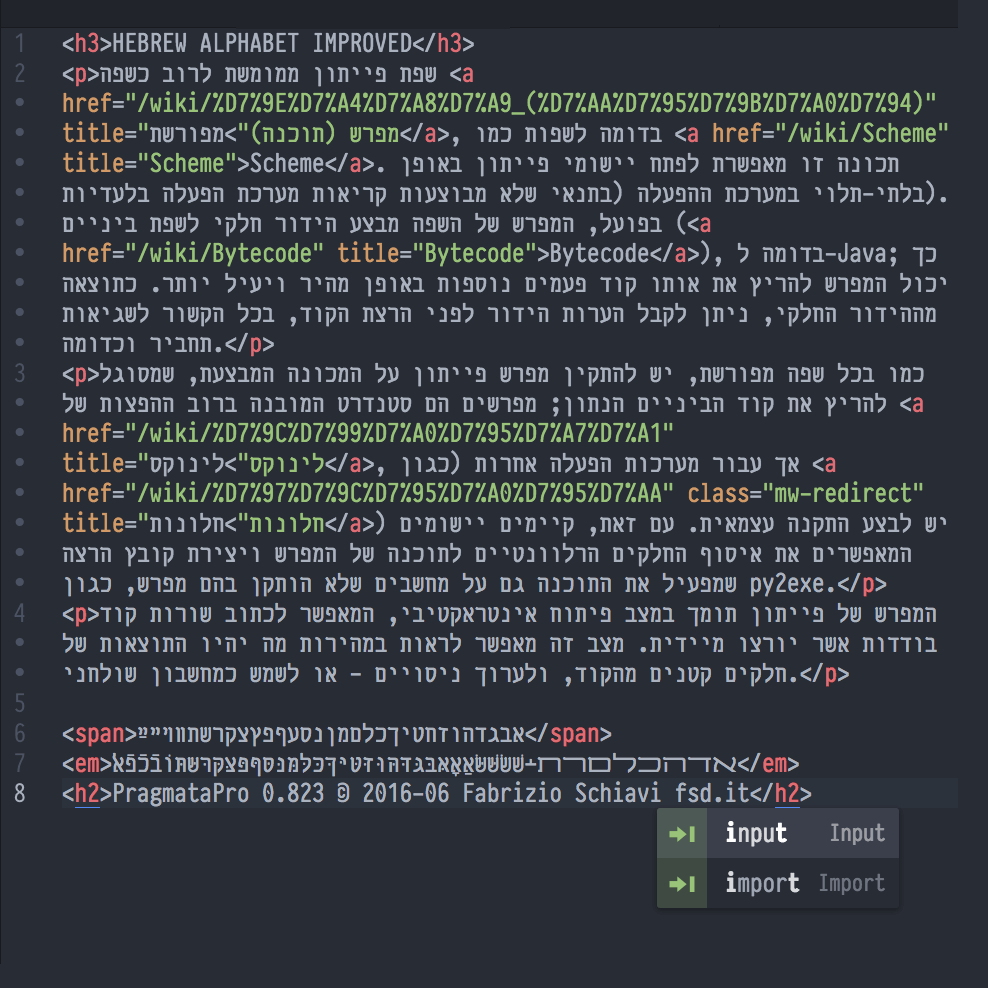 1 <h3>HEBREW ALPHABET IMPROVED</h3>
2 <p>שפת פייתון ממומשת לרוב כשפה <a
href="/wiki/%D7%9E%D7%A4%D7%A8%D7%A9_(%D7%AA%D7%95%D7%9B%D7%A0%D7%94)"
title="מפרש (תוכנה)">מפורשת</a>, בדומה לשפות כמו <a href="/wiki/Scheme"
title="Scheme">Scheme</a>. תכונה זו מאפשרת לפתח יישומי פייתון באופן
בלתי-תלוי במערכת ההפעלה (בתנאי שלא מבוצעות קריאות מערכת הפעלה בלעדיות).
בפועל, המפרש של השפה מבצע הידור חלקי לשפת ביניים (<a
href="/wiki/Bytecode" title="Bytecode">Bytecode</a>), בדומה ל-Java; כך
יכול המפרש להריץ את אותו קוד פעמים נוספות באופן מהיר ויעיל יותר. כתוצאה
מההידור החלקי, ניתן לקבל הערות הידור לפני הרצת הקוד, בכל הקשור לשגיאות
תחביר וכדומה.</p>
3 <p>כמו בכל שפה מפורשת, יש להתקין מפרש פייתון על המכונה המבצעת, שמסוגל
להריץ את קוד הביניים הנתון; מפרשים הם סטנדרט המובנה ברוב ההפצות של <a
href="/wiki/%D7%9C%D7%99%D7%A0%D7%95%D7%A7%D7%A1"
title="לינוקס">לינוקס</a>, אך עבור מערכות הפעלה אחרות (כגון <a
href="/wiki/%D7%97%D7%9C%D7%95%D7%A0%D7%95%D7%AA" class="mw-redirect"
title="חלונות">חלונות</a>) יש לבצע התקנה עצמאית. עם זאת, קיימים יישומים
המאפשרים את איסוף החלקים הרלוונטיים לתוכנה של המפרש ויצירת קובץ הרצה
שמפעיל את התוכנה גם על מחשבים שלא הותקן בהם מפרש, כגון py2exe.</p>
4 <p>המפרש של פייתון תומך במצב פיתוח אינטראקטיבי, המאפשר לכתוב שורות קוד
בודדות אשר יורצו מיידית. מצב זה מאפשר לראות במהירות מה יהיו התוצאות של
חלקים קטנים מהקוד, ולערוך ניסויים - או לשמש כמחשבון שולחני.</p>
5
6 <span>אבגדהוזחטיךכלםמןנסעףפץצקרשתװױײײַ</span>
7 <em>ﬡﬢﬣﬤﬥﬦﬧﬨ﬩שׁשׂשּׁשּׂאַאָאּבּגּדּהּוּזּטּיּךּכּלּמּנּסּףּפּצּקּרּשּתּוֹבֿכֿפֿﭏ</em>
8 <h2>PragmataPro 0.823 © 2016-06 Fabrizio Schiavi fsd.it</h2>
input Input
import Import